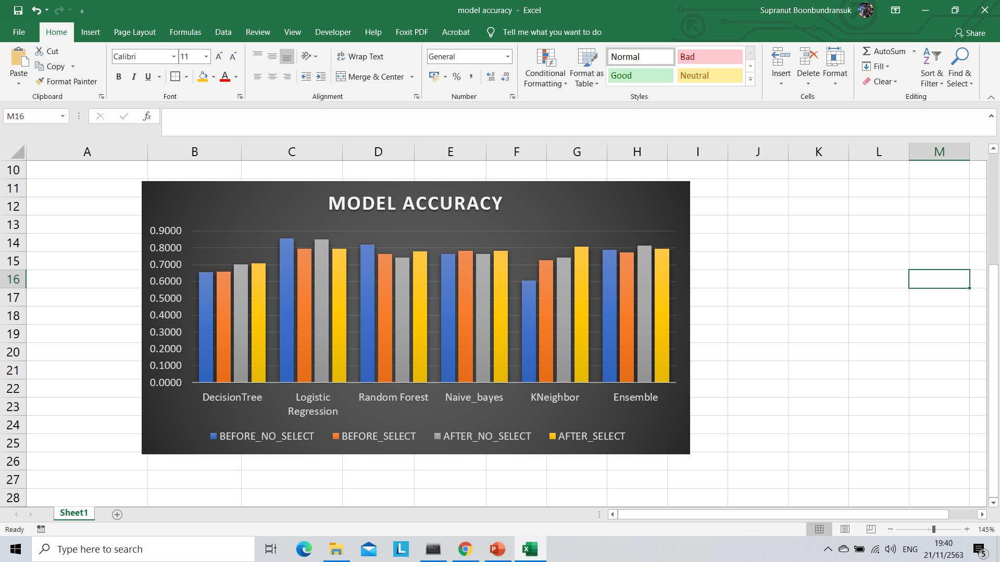 model accuracy - Excel
Supranut Boonbundransuk
File Home Insert Page Layout Formulas Data Review View Developer Help Foxit PDF Acrobat Tell me what you want to do Share
Paste
Cut
Copy
Format Painter
Clipboard
Calibri 11
B I U
Font
Wrap Text
Merge & Center
Alignment
General
Number
Conditional Formatting
Format as Table
Normal Bad
Good Neutral
Styles
Insert Delete Format
Cells
AutoSum
Fill
Clear
Sort & Filter
Find & Select
Editing
M16
fx
A B C D E F G H I J K L M
10
11
12
13
14
15
16
17
18
19
20
21
22
23
24
25
26
27
28
MODEL ACCURACY
0.9000
0.8000
0.7000
0.6000
0.5000
0.4000
0.3000
0.2000
0.1000
0.0000
DecisionTree Logistic Regression Random Forest Naive_bayes KNeighbor Ensemble
BEFORE_NO_SELECT BEFORE_SELECT AFTER_NO_SELECT AFTER_SELECT
Sheet1
Ready
145%
Type here to search
ENG
19:40
21/11/2563
5